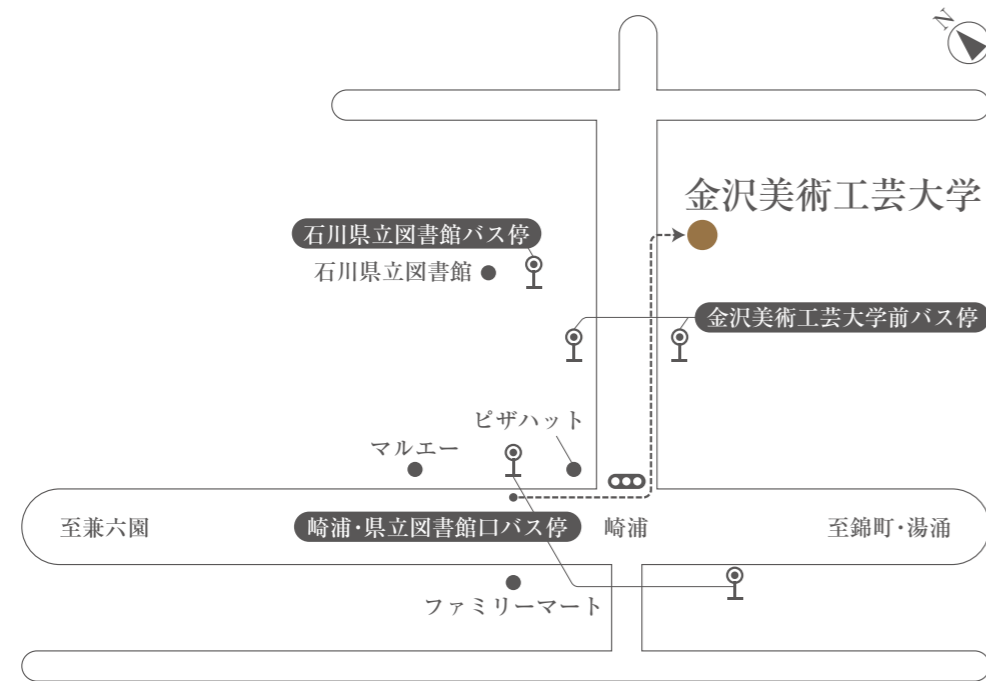 N
金沢美術工芸大学
石川県立図書館バス停
石川県立図書館
金沢美術工芸大学前バス停
ピザハット
マルエー
至兼六園
崎浦・県立図書館口バス停
崎浦
至錦町・湯涌
ファミリーマート